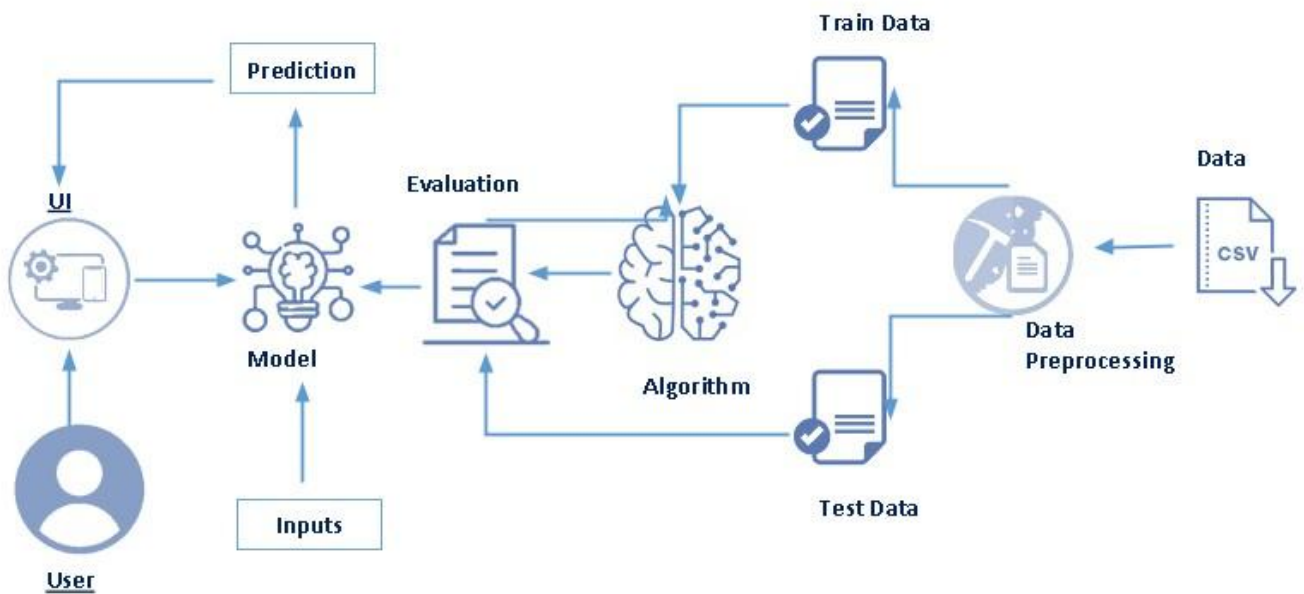 Train Data
Prediction
Data
Evaluation
UI
CSV
Data
Preprocessing
Model
Algorithm
Test Data
Inputs
User